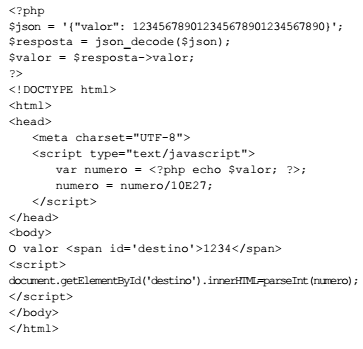 <?php
$json = '{"valor": 123456789012345678901234567890}';
$resposta = json_decode($json);
$valor = $resposta->valor;
?>
<!DOCTYPE html>
<html>
<head>
<meta charset="UTF-8">
<script type="text/javascript">
var numero = <?php echo $valor; ?>;
numero = numero/10E27;
</script>
</head>
<body>
O valor <span id='destino'>1234</span>
<script>
document.getElementById('destino').innerHTML=parseInt(numero);
</script>
</body>
</html>